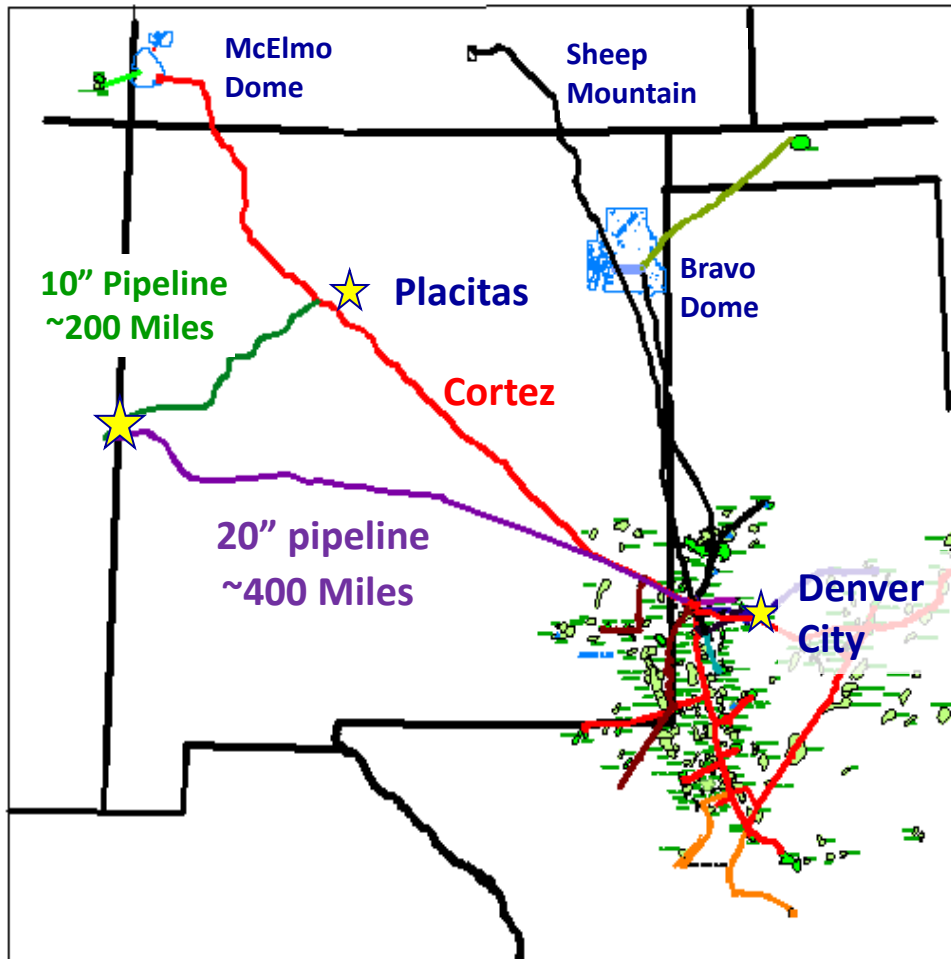 McElmo
Dome
Sheep
Mountain
10” Pipeline
~200 Miles
Placitas
Bravo
Dome
Cortez
20” pipeline
~400 Miles
Denver
City